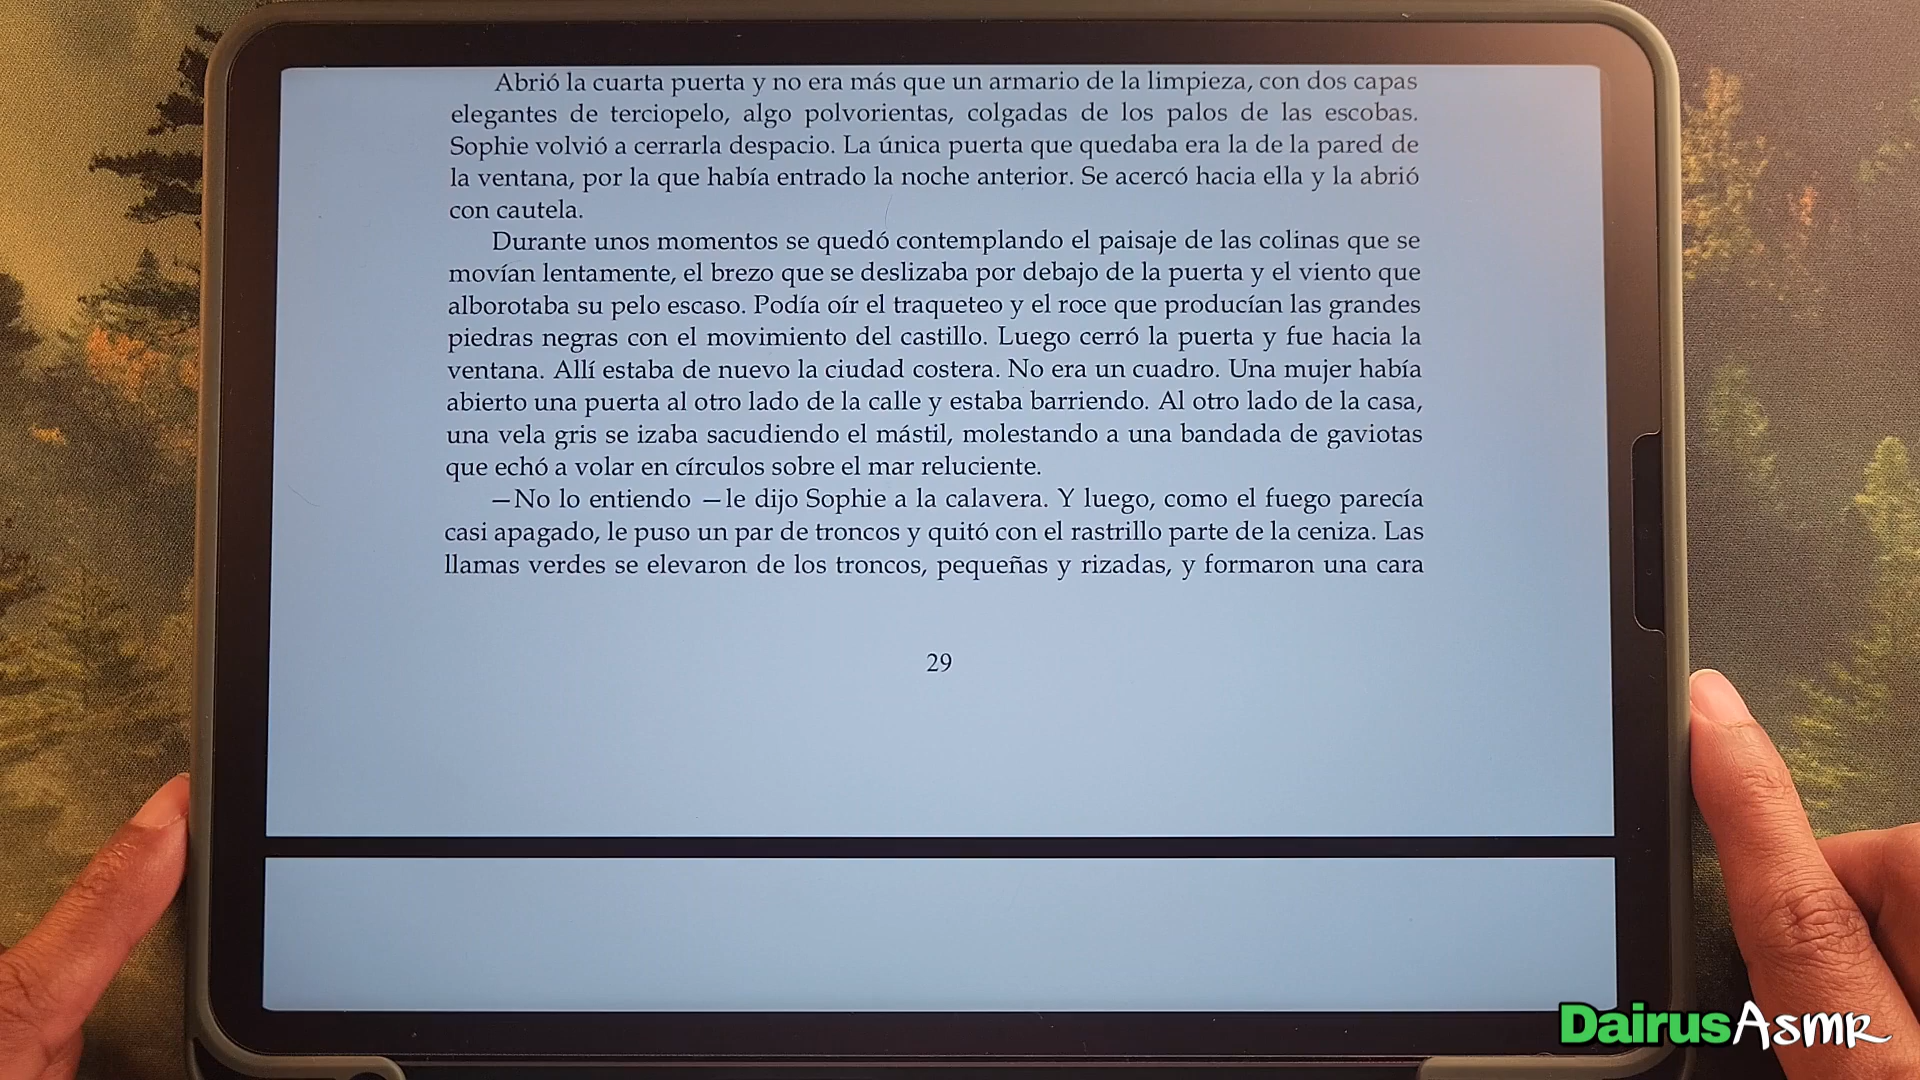 Abrió la cuarta puerta y no era más que un armario de la limpieza, con dos capas
elegantes de terciopelo, algo polvorientas, colgadas de los palos de las escobas.
Sophie volvió a cerrarla despacio. La única puerta que quedaba era la de la pared de
la ventana, por la que había entrado la noche anterior. Se acercó hacia ella y la abrió
con cautela.
Durante unos momentos se quedó contemplando el paisaje de las colinas que se
movían lentamente, el brezo que se deslizaba por debajo de la puerta y el viento que
alborotaba su pelo escaso. Podía oír el traqueteo y el roce que producían las grandes
piedras negras con el movimiento del castillo. Luego cerró la puerta y fue hacia la
ventana. Allí estaba de nuevo la ciudad costera. No era un cuadro. Una mujer había
abierto una puerta al otro lado de la calle y estaba barriendo. Al otro lado de la casa,
una vela gris se izaba sacudiendo el mástil, molestando a una bandada de gaviotas
que echó a volar en círculos sobre el mar reluciente.
—No lo entiendo —le dijo Sophie a la calavera. Y luego, como el fuego parecía
casi apagado, le puso un par de troncos y quitó con el rastrillo parte de la ceniza. Las
llamas verdes se elevaron de los troncos, pequeñas y rizadas, y formaron una cara
29
DairusAsmr